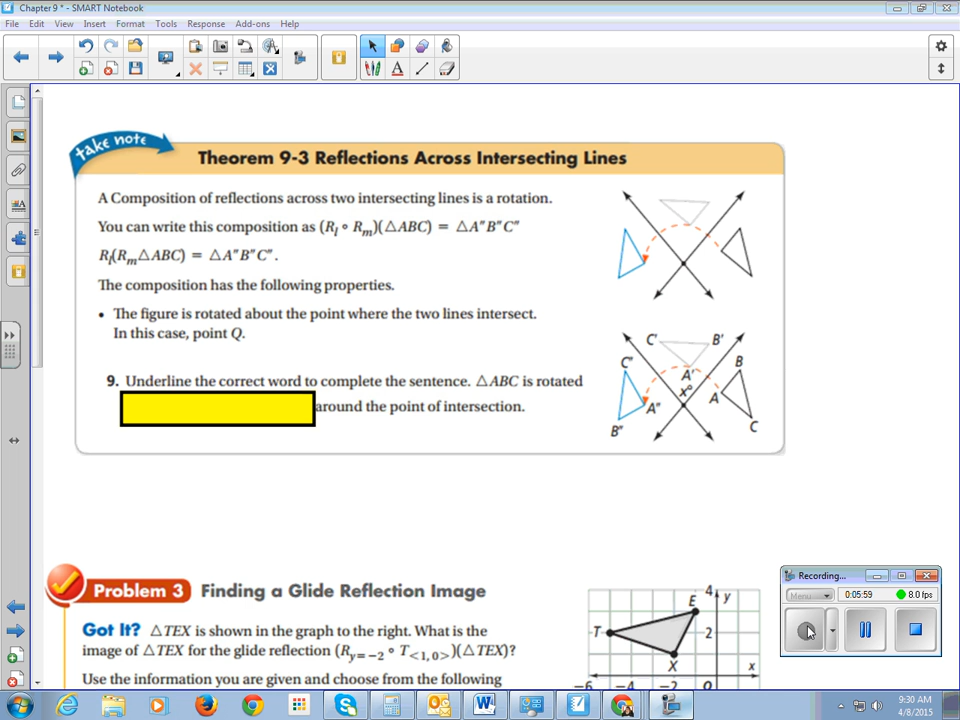 Chapter 9 * - SMART Notebook
File Edit View Insert Format Tools Response Add-ons Help
take note
Theorem 9-3 Reflections Across Intersecting Lines
A Composition of reflections across two intersecting lines is a rotation.
You can write this composition as (Rl ∘ Rm)(△ABC) = △A″B″C″
Rl(Rm△ABC) = △A″B″C″.
The composition has the following properties.
• The figure is rotated about the point where the two lines intersect.
In this case, point Q.
C' B'
C" B
A'
x° A
A"
B" C
9. Underline the correct word to complete the sentence. △ABC is rotated
around the point of intersection.
Recording...
Menu 0:05:59 8.0 fps
Problem 3 Finding a Glide Reflection Image
Got It? △TEX is shown in the graph to the right. What is the
image of △TEX for the glide reflection (Ry=−2 ∘ T<1, 0>)(△TEX)?
Use the information you are given and choose from the following
E 4 y
T 2
X x
−6 −4 −2 O
9:30 AM
4/8/2015